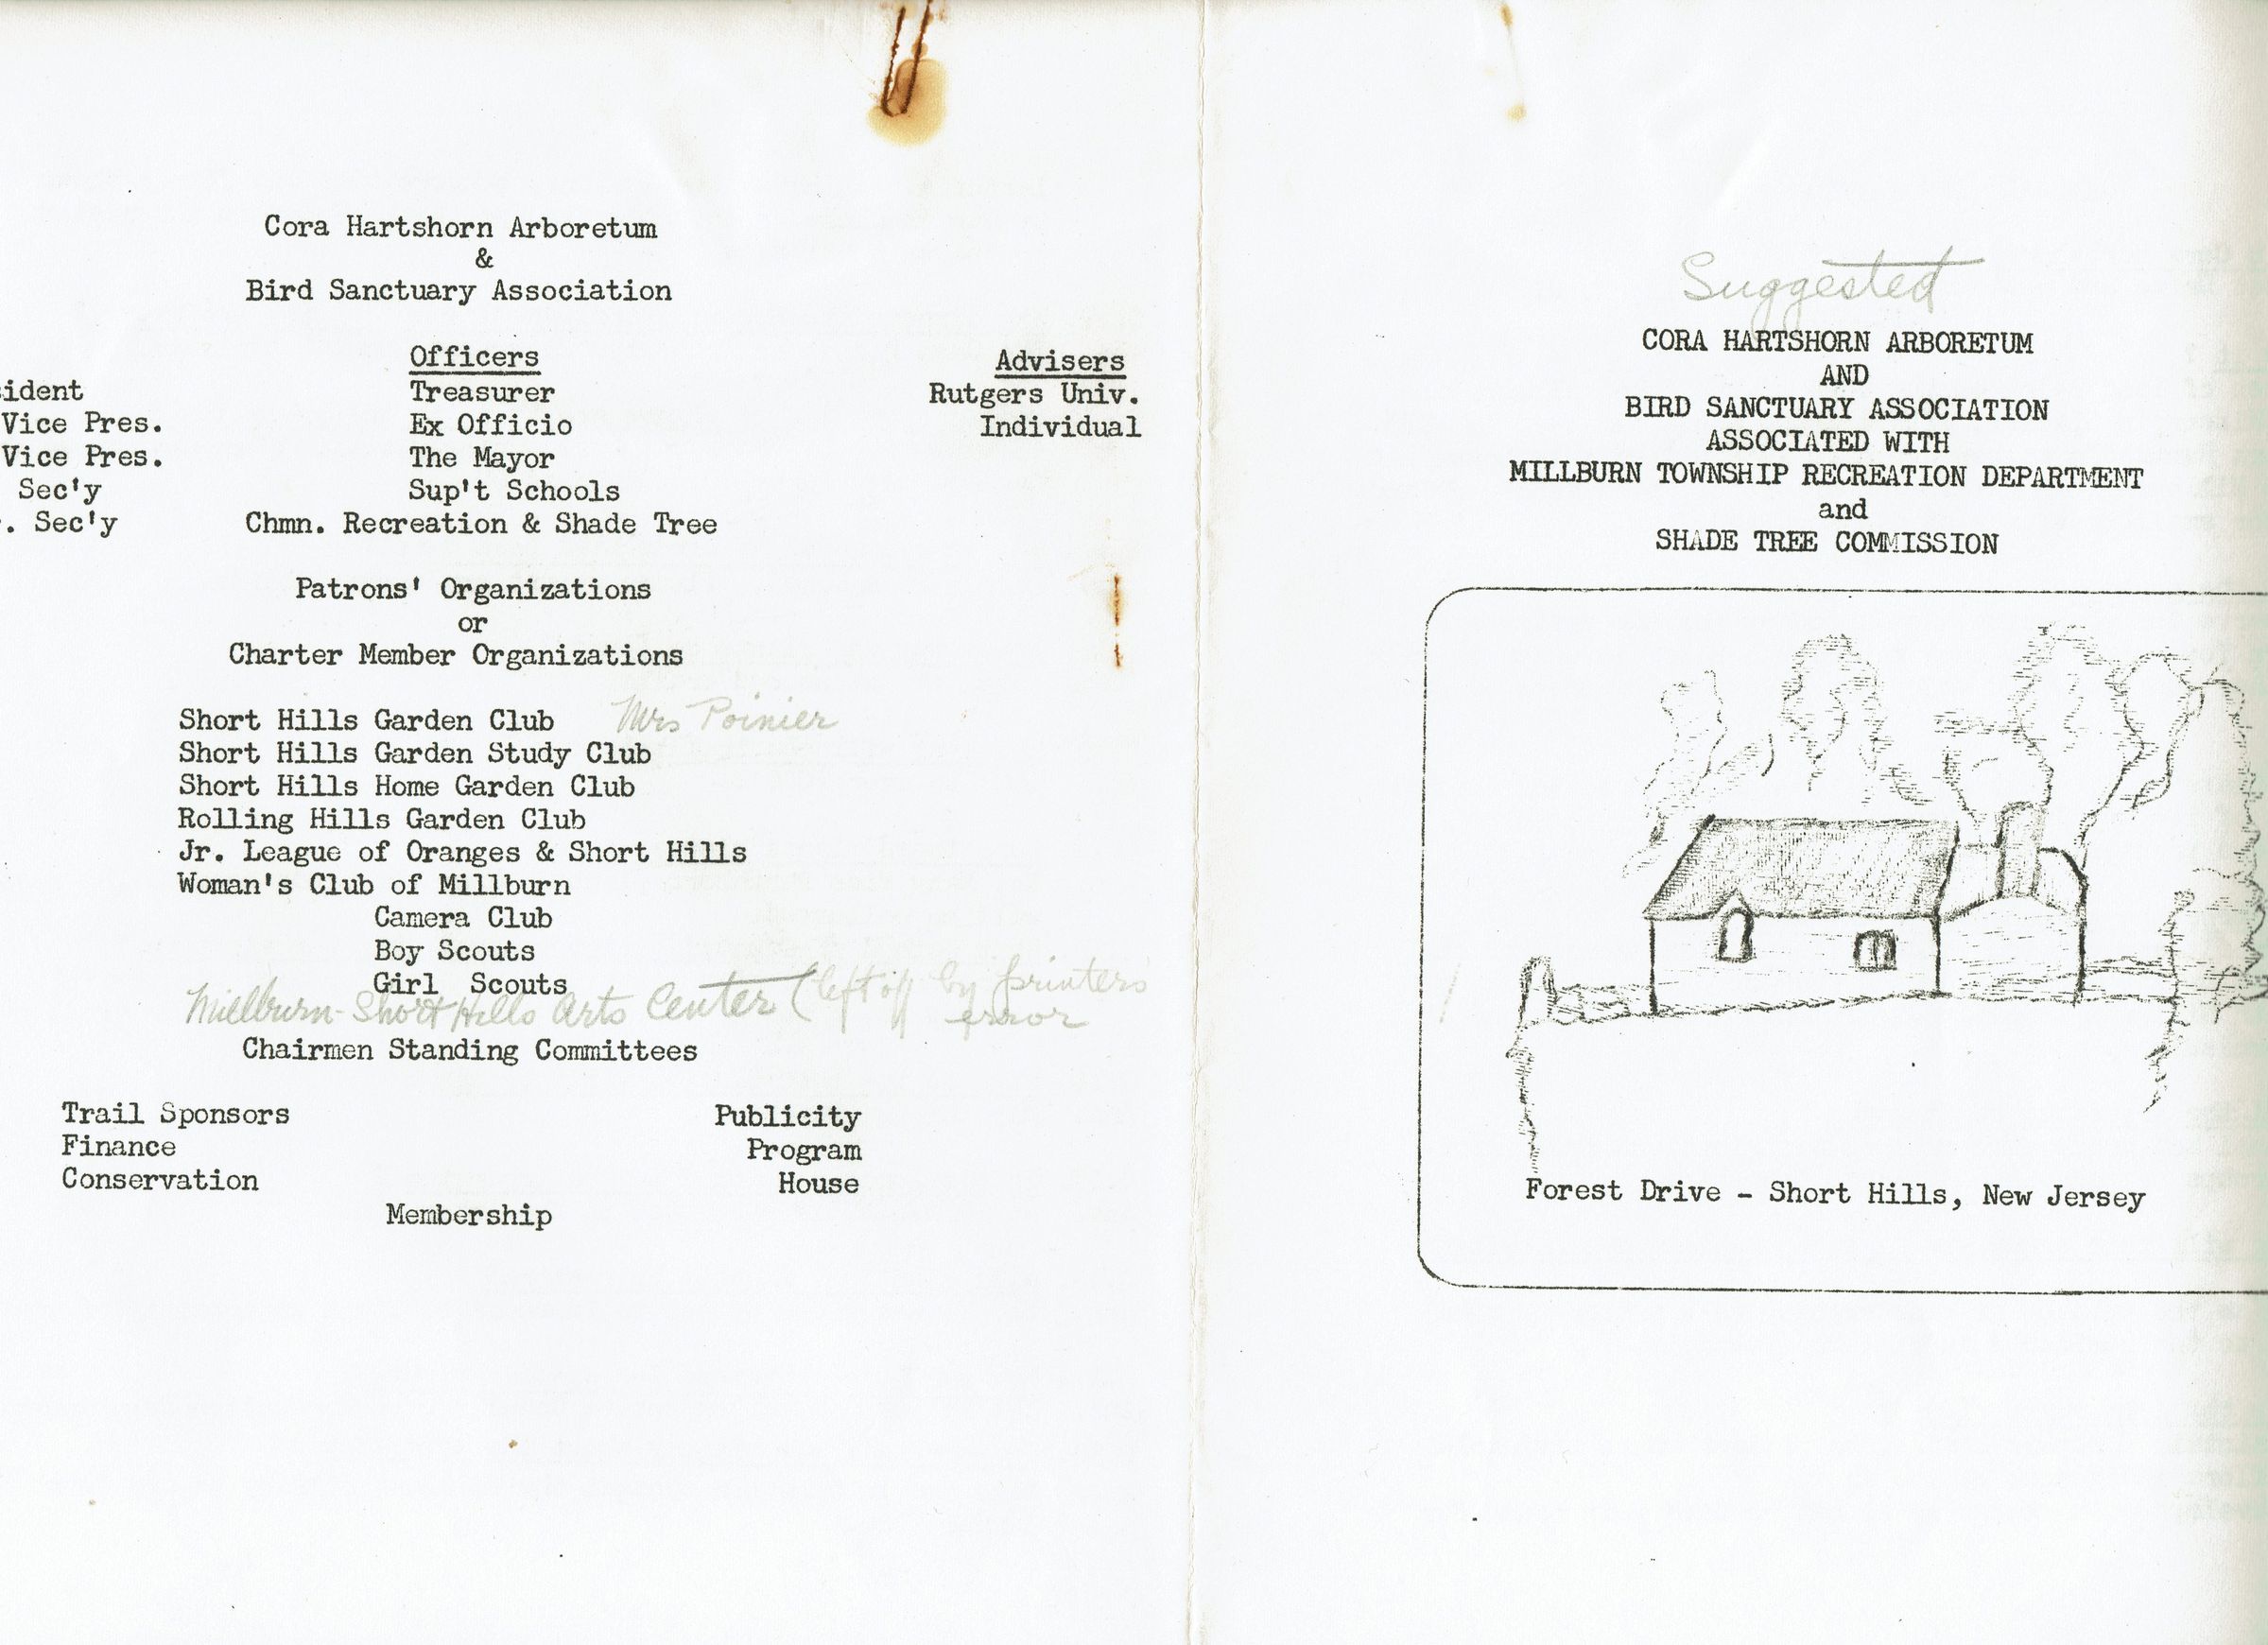 Cora Hartshorn Arboretum
&
Bird Sanctuary Association
Officers
Advisers
sident
Treasurer
Rutgers Univ.
Vice Pres.
Ex Officio
Individual
Vice Pres.
The Mayor
Sec'y
Sup't Schools
. Sec'y
Chmn. Recreation & Shade Tree
Patrons' Organizations
or
Charter Member Organizations
Short Hills Garden Club Mrs Poinier
Short Hills Garden Study Club
Short Hills Home Garden Club
Rolling Hills Garden Club
Jr. League of Oranges & Short Hills
Woman's Club of Millburn
Camera Club
Boy Scouts
Girl Scouts
Millburn-Short Hills Arts Center (left off by printers
error
Chairmen Standing Committees
Trail Sponsors
Publicity
Finance
Program
Conservation
House
Membership
Suggested
CORA HARTSHORN ARBORETUM
AND
BIRD SANCTUARY ASSOCIATION
ASSOCIATED WITH
MILLBURN TOWNSHIP RECREATION DEPARTMENT
and
SHADE TREE COMMISSION
Forest Drive - Short Hills, New Jersey